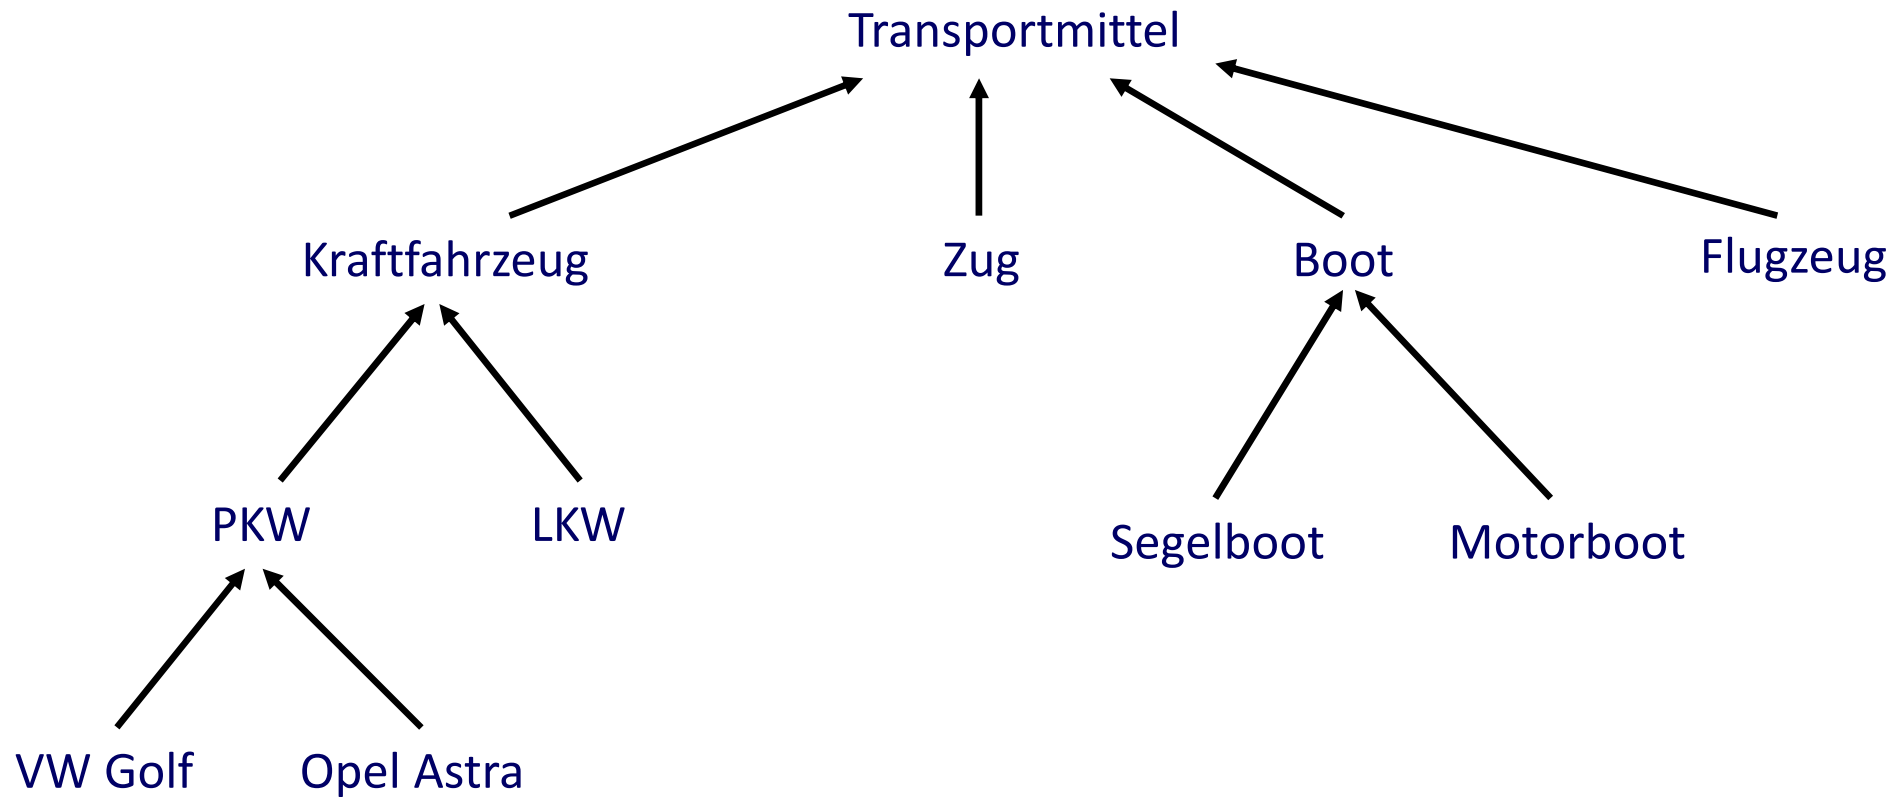 Transportmittel
Kraftfahrzeug
Zug
Boot
Flugzeug
PKW
LKW
Segelboot
Motorboot
VW Golf
Opel Astra